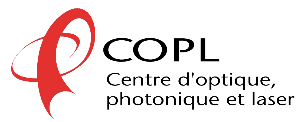 COPL
Centre d'optique,
photonique et laser